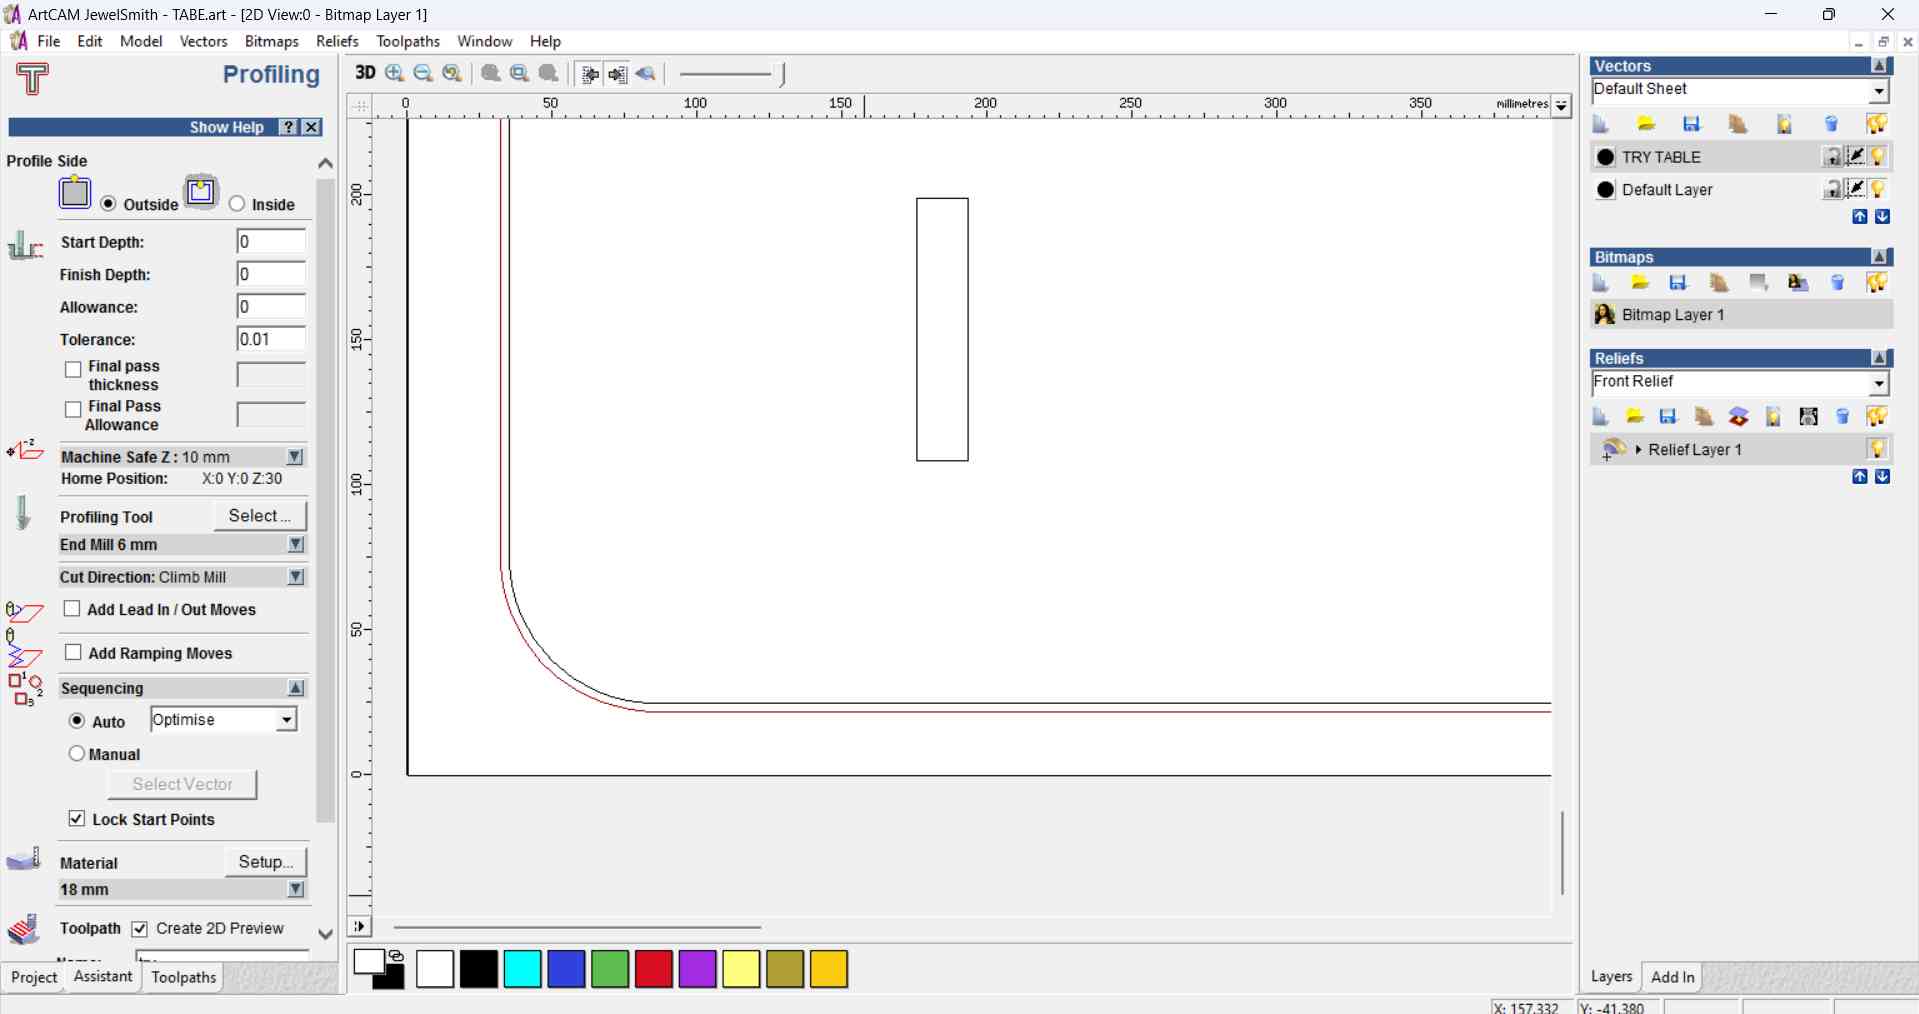 ArtCAM JewelSmith - TABE.art - [2D View:0 - Bitmap Layer 1]
File Edit Model Vectors Bitmaps Reliefs Toolpaths Window Help
Profiling
Show Help ?
Profile Side
Outside Inside
Start Depth: 0
Finish Depth: 0
Allowance: 0
Tolerance: 0.01
Final pass
thickness
Final Pass
Allowance
Machine Safe Z : 10 mm
Home Position: X:0 Y:0 Z:30
Profiling Tool Select ...
End Mill 6 mm
Cut Direction: Climb Mill
Add Lead In / Out Moves
Add Ramping Moves
Sequencing
Auto Optimise
Manual
Select Vector
Lock Start Points
Material Setup...
18 mm
Toolpath Create 2D Preview
Project Assistant Toolpaths
3D
0 50 100 150 200 250 300 350 millimetres
200
150
100
50
0
Vectors
Default Sheet
TRY TABLE
Default Layer
Bitmaps
Bitmap Layer 1
Reliefs
Front Relief
Relief Layer 1
Layers Add In
X: 157.332 Y: -41.380